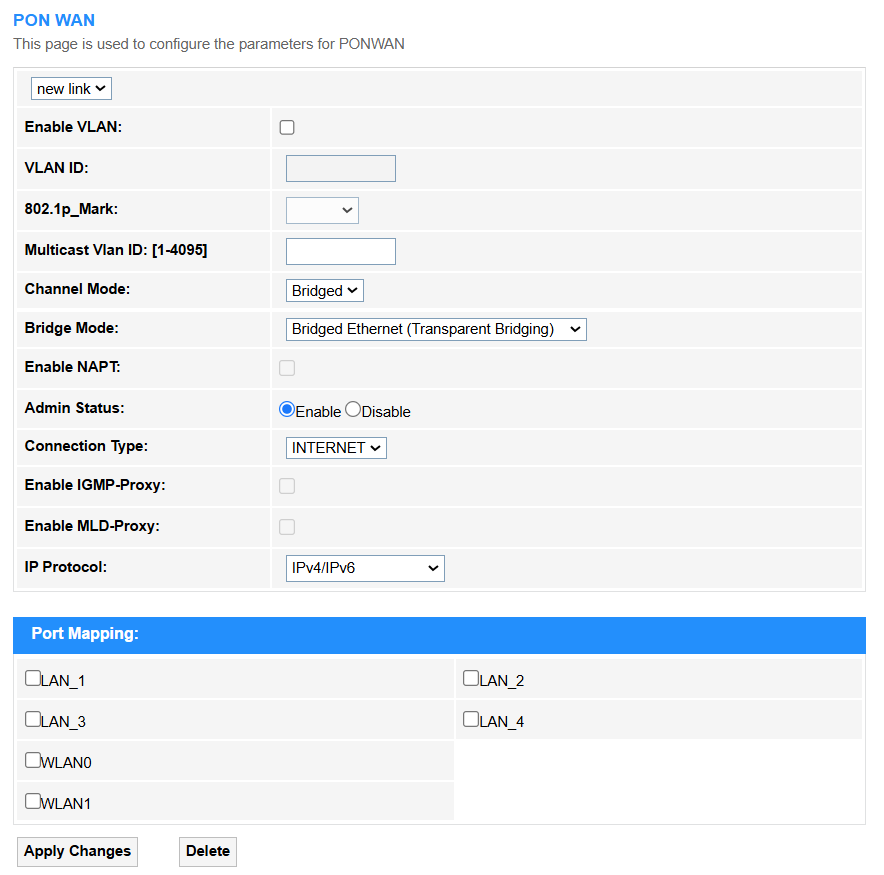 PON WAN
This page is used to configure the parameters for PONWAN
new link
Enable VLAN:
VLAN ID:
802.1p_Mark:
Multicast Vlan ID: [1-4095]
Channel Mode: Bridged
Bridge Mode: Bridged Ethernet (Transparent Bridging)
Enable NAPT:
Admin Status: Enable Disable
Connection Type: INTERNET
Enable IGMP-Proxy:
Enable MLD-Proxy:
IP Protocol: IPv4/IPv6
Port Mapping:
LAN_1 LAN_2
LAN_3 LAN_4
WLAN0
WLAN1
Apply Changes Delete